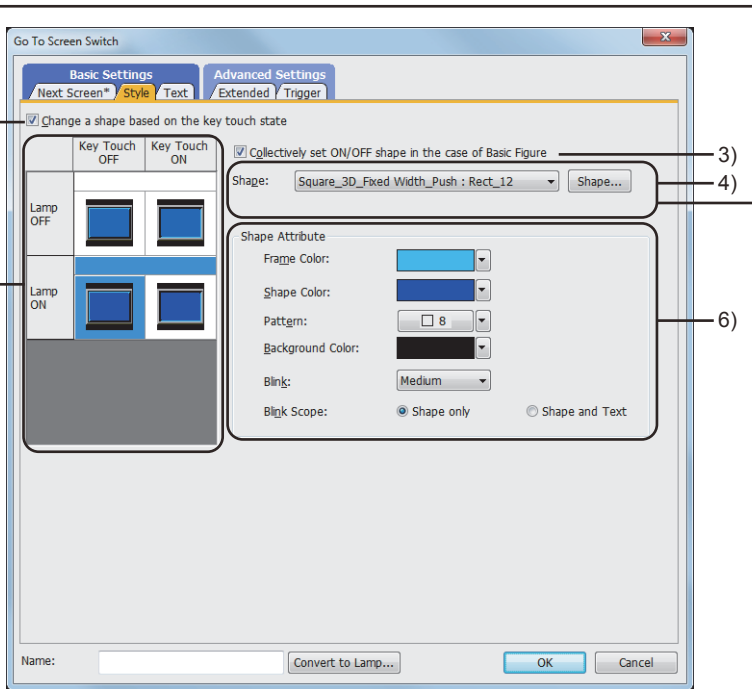 Go To Screen Switch
x
Basic Settings Advanced Settings
Next Screen* Style Text Extended Trigger
Change a shape based on the key touch state
Key Touch OFF
Key Touch ON
Lamp OFF
Lamp ON
Collectively set ON/OFF shape in the case of Basic Figure 3)
Shape: Square_3D_Fixed Width_Push : Rect_12 Shape... 4)
Shape Attribute
Frame Color:
Shape Color:
Pattern: 8 6)
Background Color:
Blink: Medium
Blink Scope: Shape only Shape and Text
Name: Convert to Lamp... OK Cancel